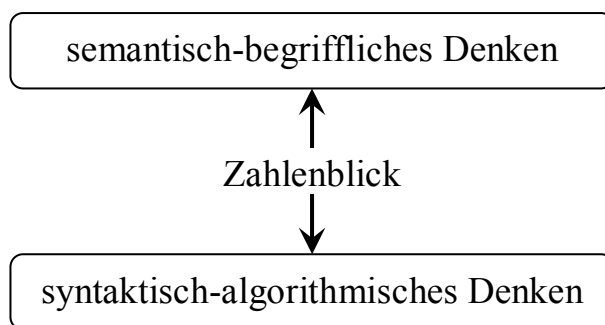 semantisch-begriffliches Denken
Zahlenblick
syntaktisch-algorithmisches Denken